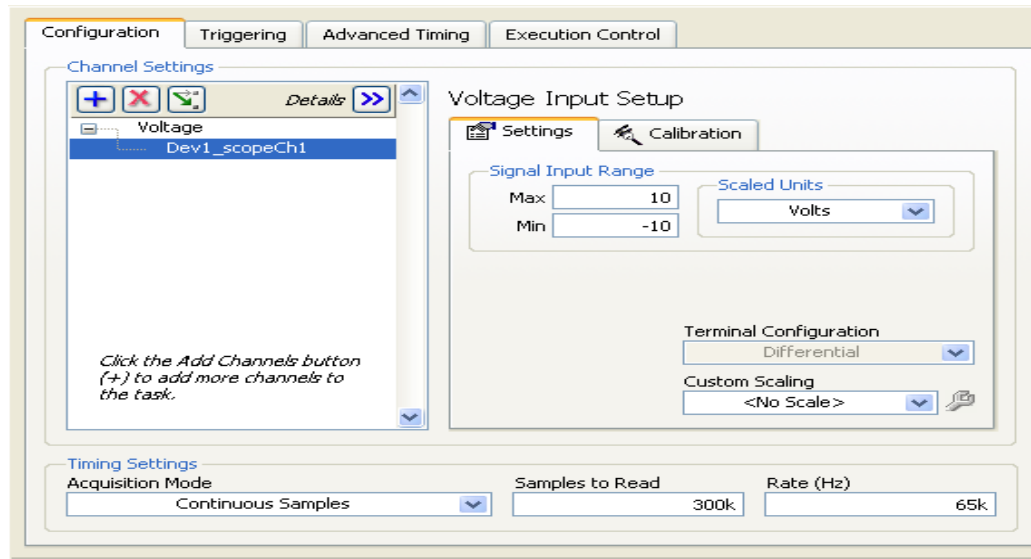 Configuration Triggering Advanced Timing Execution Control
Channel Settings
Details
Voltage
Dev1_scopeCh1
Click the Add Channels button
(+) to add more channels to
the task.
Voltage Input Setup
Settings Calibration
Signal Input Range
Max 10
Min -10
Scaled Units
Volts
Terminal Configuration
Differential
Custom Scaling
<No Scale>
Timing Settings
Acquisition Mode Samples to Read Rate (Hz)
Continuous Samples 300k 65k